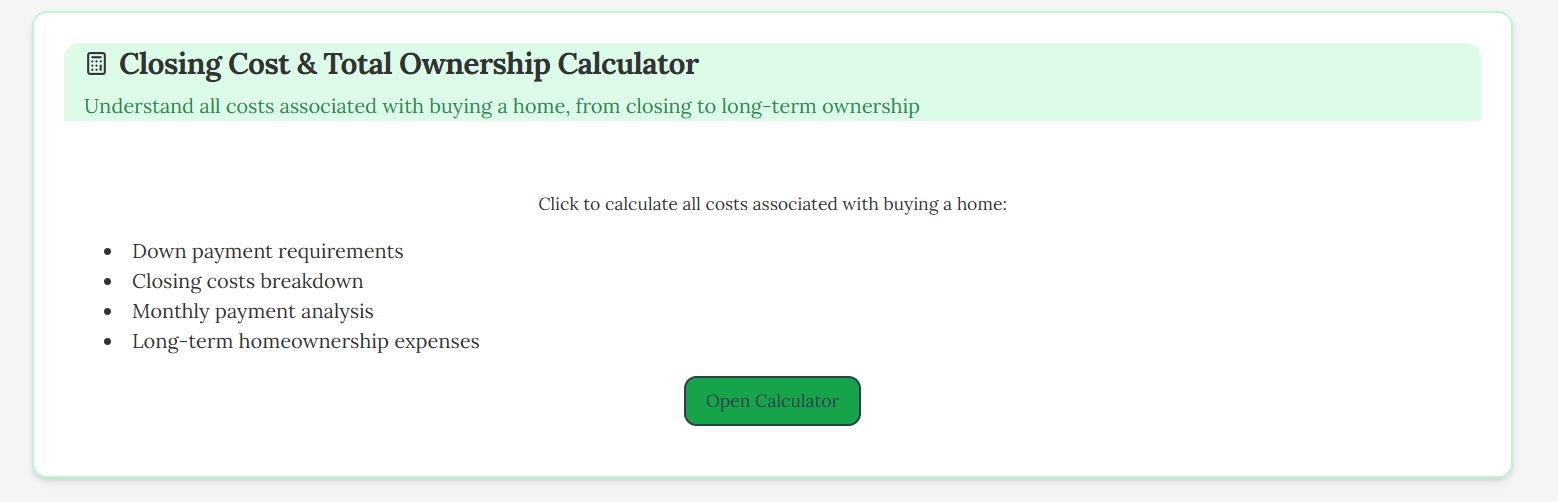 Closing Cost & Total Ownership Calculator
Understand all costs associated with buying a home, from closing to long-term ownership
Click to calculate all costs associated with buying a home:
• Down payment requirements
• Closing costs breakdown
• Monthly payment analysis
• Long-term homeownership expenses
Open Calculator